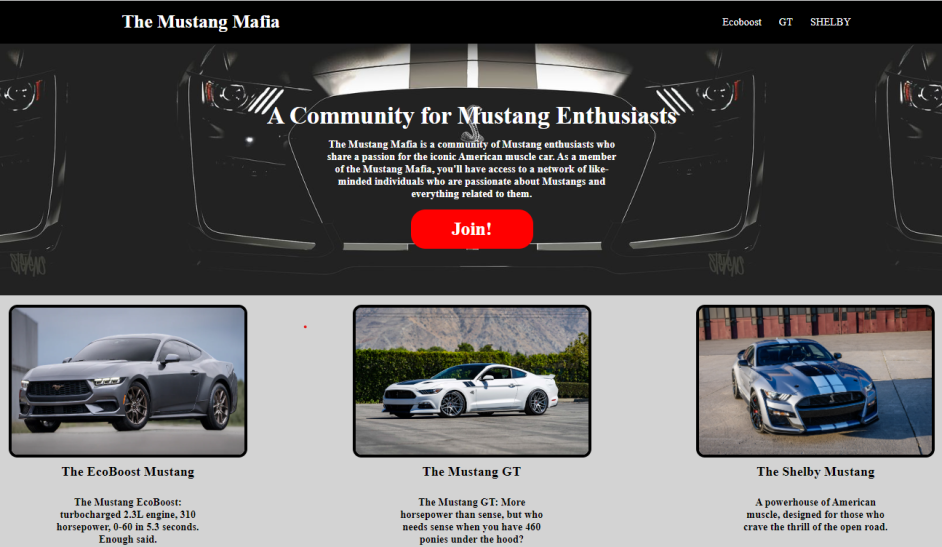 The Mustang Mafia
Ecoboost GT SHELBY
A Community for Mustang Enthusiasts
The Mustang Mafia is a community of Mustang enthusiasts who
share a passion for the iconic American muscle car. As a member
of the Mustang Mafia, you'll have access to a network of like-
minded individuals who are passionate about Mustangs and
everything related to them.
Join!
The EcoBoost Mustang
The Mustang EcoBoost:
turbocharged 2.3L engine, 310
horsepower, 0-60 in 5.3 seconds.
Enough said.
The Mustang GT
The Mustang GT: More
horsepower than sense, but who
needs sense when you have 460
ponies under the hood?
The Shelby Mustang
A powerhouse of American
muscle, designed for those who
crave the thrill of the open road.